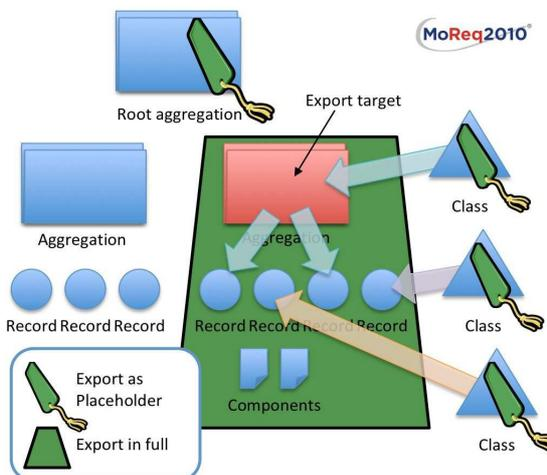 MoReq2010®
Root aggregation
Export target
Class
Aggregation
Aggregation
Record Record Record
Record Record Record Record
Class
Export as
Placeholder
Export in full
Components
Class